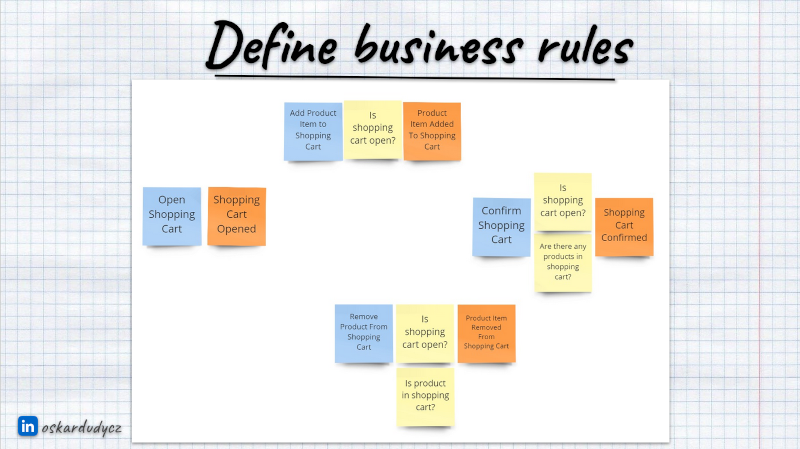 Define business rules
Add Product
Item to
Shopping
Cart
Is
shopping
cart open?
Product
Item Added
To Shopping
Cart
Open
Shopping
Cart
Shopping
Cart
Opened
Confirm
Shopping
Cart
Is
shopping
cart open?
Are there any
products in
shopping
cart?
Shopping
Cart
Confirmed
Remove
Product From
Shopping
Cart
Is
shopping
cart open?
Is product
in shopping
cart?
Product Item
Removed
From
Shopping Cart
in oskardudycz